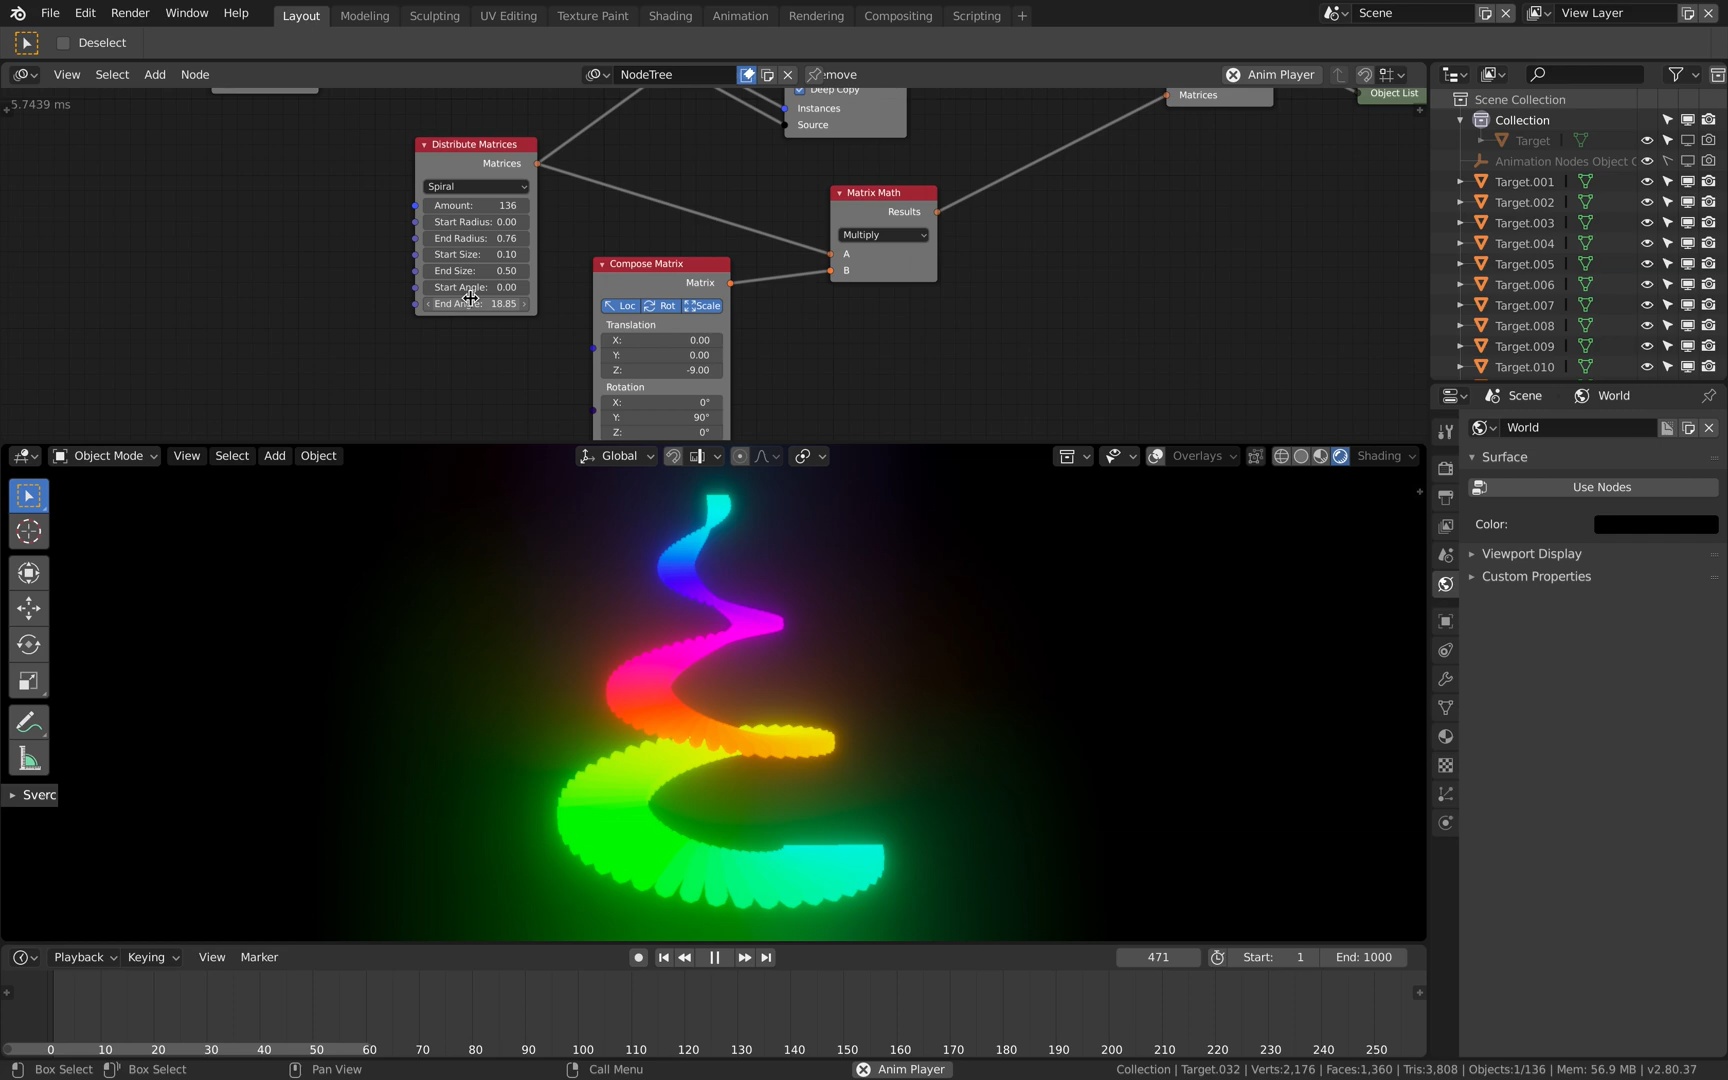 File Edit Render Window Help Layout Modeling Sculpting UV Editing Texture Paint Shading Animation Rendering Compositing Scripting Scene View Layer
Deselect
View Select Add Node NodeTree emove Anim Player
5.7439 ms
Deep Copy
Instances
Source
Matrices
Object List
Distribute Matrices
Matrices
Spiral
Amount: 136
Start Radius: 0.00
End Radius: 0.76
Start Size: 0.10
End Size: 0.50
Start Angle: 0.00
End Angle: 18.85
Matrix Math
Results
Multiply
A
B
Compose Matrix
Matrix
Loc Rot Scale
Translation
X: 0.00
Y: 0.00
Z: -9.00
Rotation
X: 0°
Y: 90°
Z: 0°
Scene Collection
Collection
Target
Animation Nodes Object C
Target.001
Target.002
Target.003
Target.004
Target.005
Target.006
Target.007
Target.008
Target.009
Target.010
Scene World
World
Surface
Use Nodes
Color:
Viewport Display
Custom Properties
Object Mode View Select Add Object Global Overlays Shading
Sverc
Playback Keying View Marker 471 Start: 1 End: 1000
0 10 20 30 40 50 60 70 80 90 100 110 120 130 140 150 160 170 180 190 200 210 220 230 240 250
Box Select Box Select Pan View Call Menu Anim Player Collection | Target.032 | Verts:2,176 | Faces:1,360 | Tris:3,808 | Objects:1/136 | Mem: 56.9 MB | v2.80.37